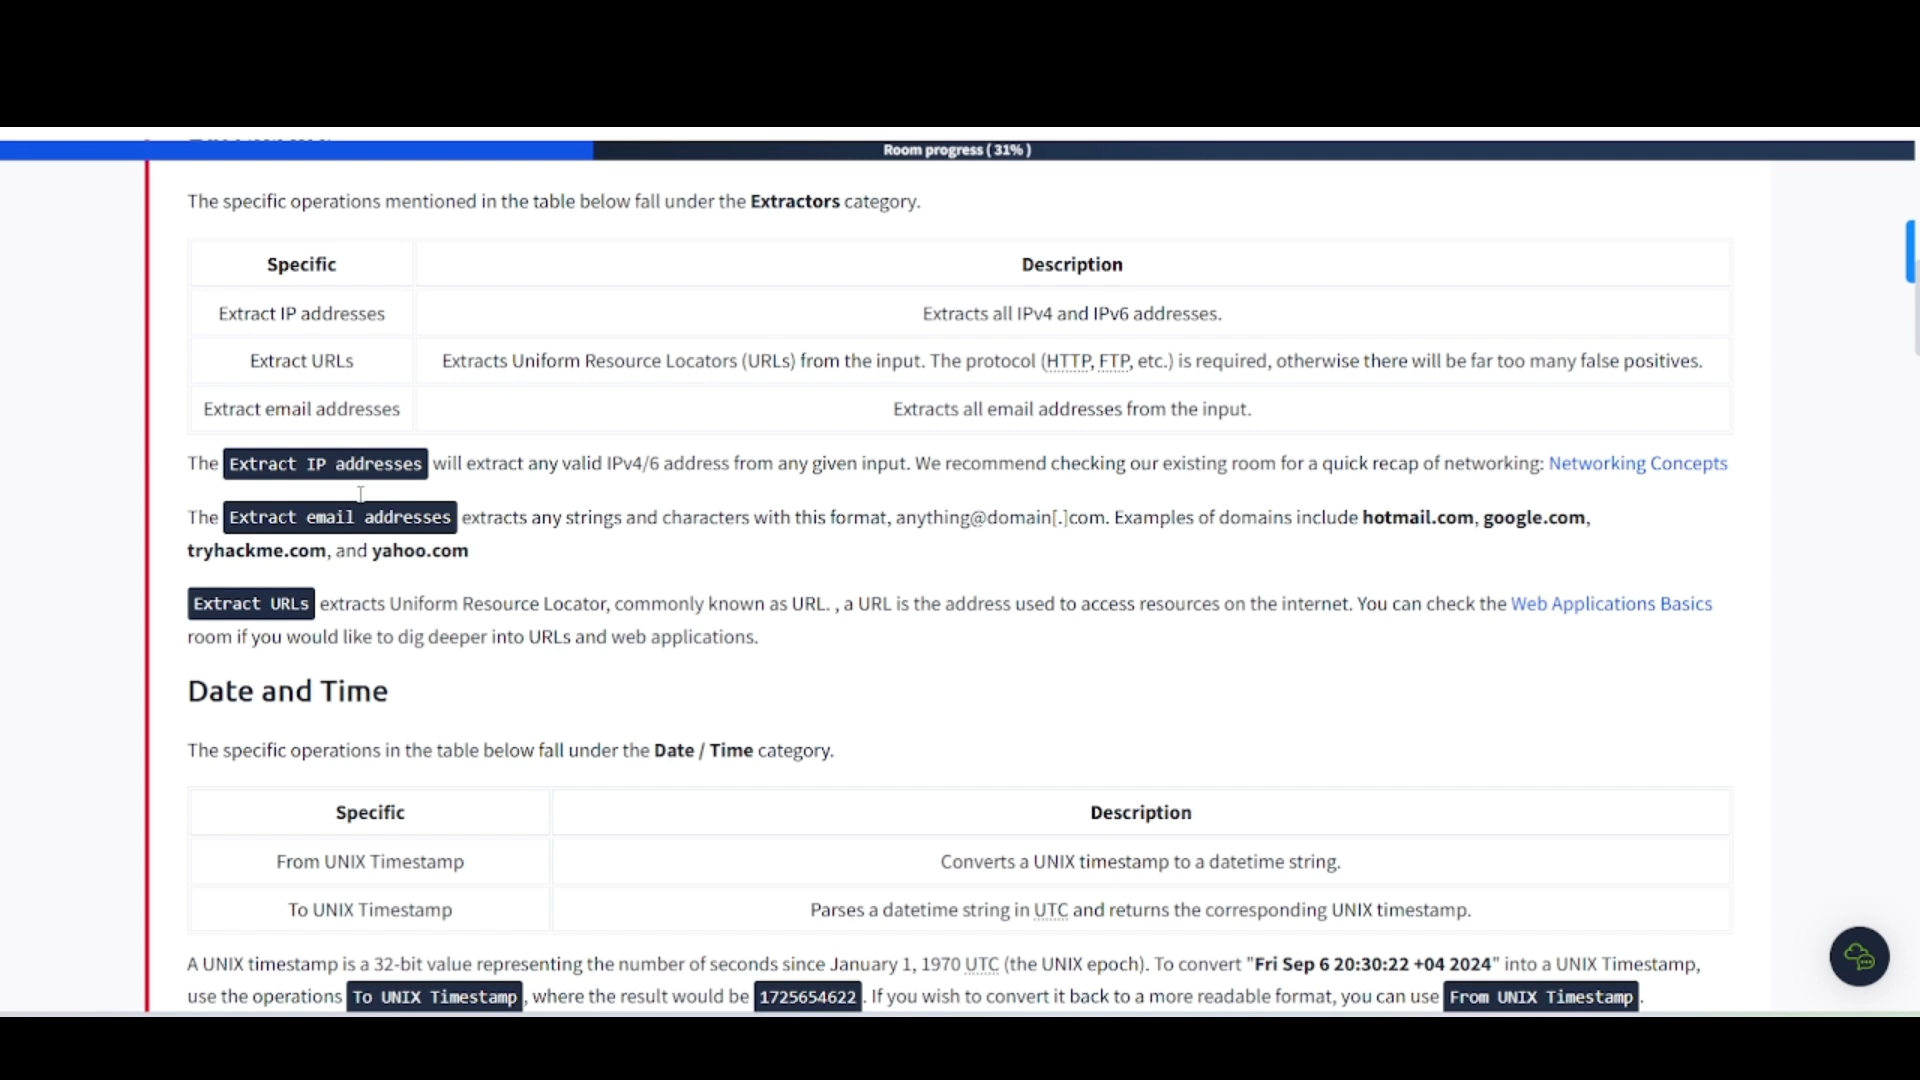 Room progress ( 31% )
The specific operations mentioned in the table below fall under the Extractors category.
Specific Description
Extract IP addresses Extracts all IPv4 and IPv6 addresses.
Extract URLs Extracts Uniform Resource Locators (URLs) from the input. The protocol (HTTP, FTP, etc.) is required, otherwise there will be far too many false positives.
Extract email addresses Extracts all email addresses from the input.
The Extract IP addresses will extract any valid IPv4/6 address from any given input. We recommend checking our existing room for a quick recap of networking: Networking Concepts
The Extract email addresses extracts any strings and characters with this format, anything@domain[.]com. Examples of domains include hotmail.com, google.com,
tryhackme.com, and yahoo.com
Extract URLs extracts Uniform Resource Locator, commonly known as URL. , a URL is the address used to access resources on the internet. You can check the Web Applications Basics
room if you would like to dig deeper into URLs and web applications.
Date and Time
The specific operations in the table below fall under the Date / Time category.
Specific Description
From UNIX Timestamp Converts a UNIX timestamp to a datetime string.
To UNIX Timestamp Parses a datetime string in UTC and returns the corresponding UNIX timestamp.
A UNIX timestamp is a 32-bit value representing the number of seconds since January 1, 1970 UTC (the UNIX epoch). To convert "Fri Sep 6 20:30:22 +04 2024" into a UNIX Timestamp,
use the operations To UNIX Timestamp , where the result would be 1725654622 . If you wish to convert it back to a more readable format, you can use From UNIX Timestamp .